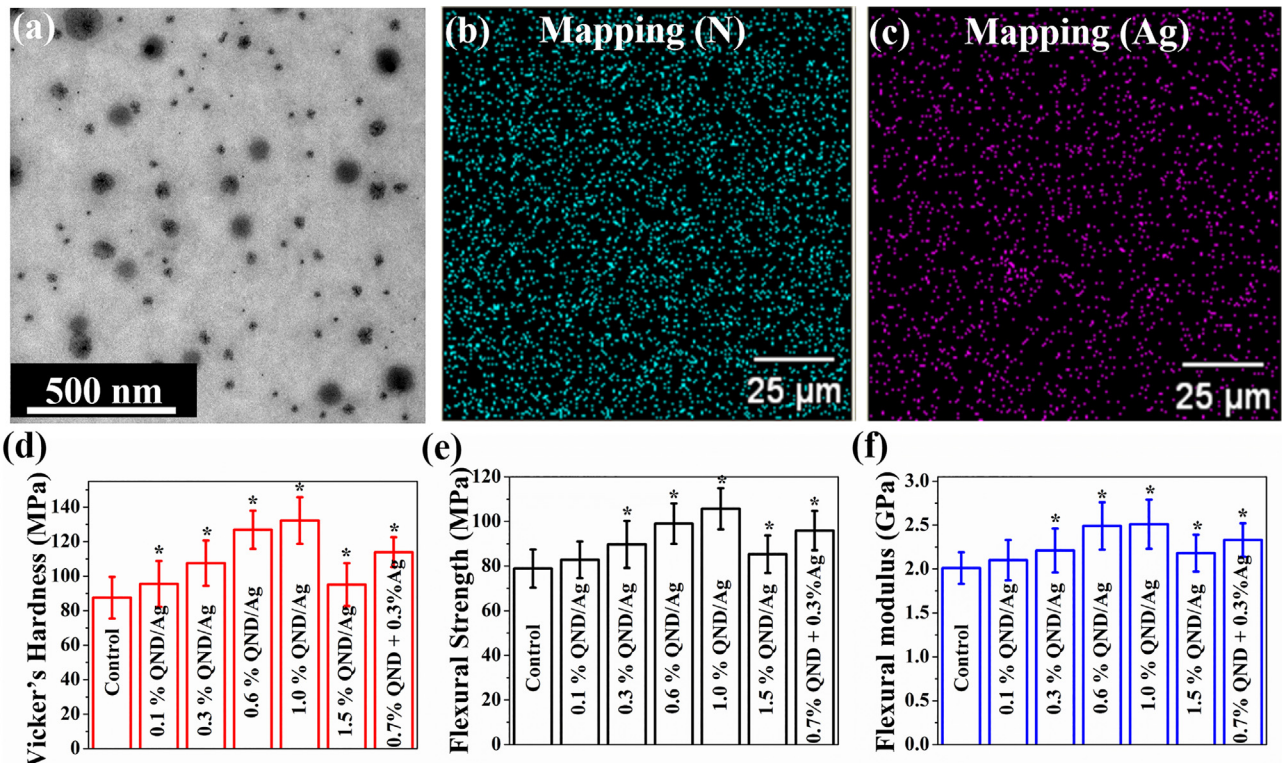 (a)
500 nm
(b)
Mapping (N)
25 µm
(c)
Mapping (Ag)
25 µm
(d)
Vicker's Hardness (MPa)
140
120
100
80
60
40
20
0
Control
0.1 % QND/Ag
*
0.3 % QND/Ag
*
0.6 % QND/Ag
*
1.0 % QND/Ag
*
1.5 % QND/Ag
*
0.7% QND + 0.3%Ag
*
(e)
Flexural Strength (MPa)
120
100
80
60
40
20
0
Control
0.1 % QND/Ag
0.3 % QND/Ag
*
0.6 % QND/Ag
*
1.0 % QND/Ag
*
1.5 % QND/Ag
*
0.7% QND + 0.3%Ag
*
(f)
Flexural modulus (GPa)
3.0
2.5
2.0
1.5
1.0
0.5
0.0
Control
0.1 % QND/Ag
0.3 % QND/Ag
*
0.6 % QND/Ag
*
1.0 % QND/Ag
*
1.5 % QND/Ag
*
0.7% QND + 0.3%Ag
*